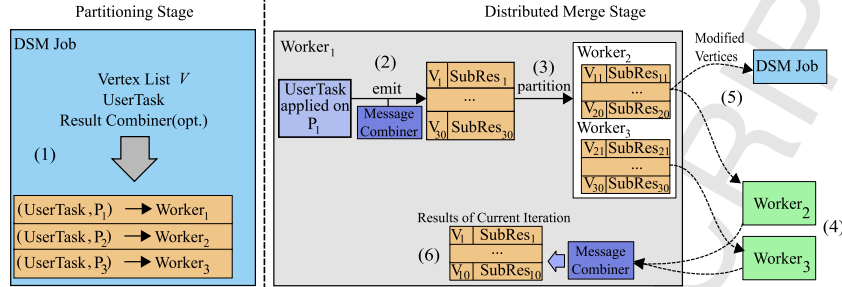 Partitioning Stage
Distributed Merge Stage
DSM Job
Vertex List V
UserTask
Result Combiner(opt.)
(1)
(UserTask, P1) Worker1
(UserTask, P2) Worker2
(UserTask, P3) Worker3
Worker1
UserTask
applied on
P1
(2)
emit
Message
Combiner
V1 SubRes1
...
V30 SubRes30
(3)
partition
Worker2
V11 SubRes11
...
V20 SubRes20
Worker3
V21 SubRes21
...
V30 SubRes30
Modified
Vertices
DSM Job
(5)
Worker2
(4)
Worker3
Results of Current Iteration
(6)
V1 SubRes1
...
V10 SubRes10
Message
Combiner
CRIP